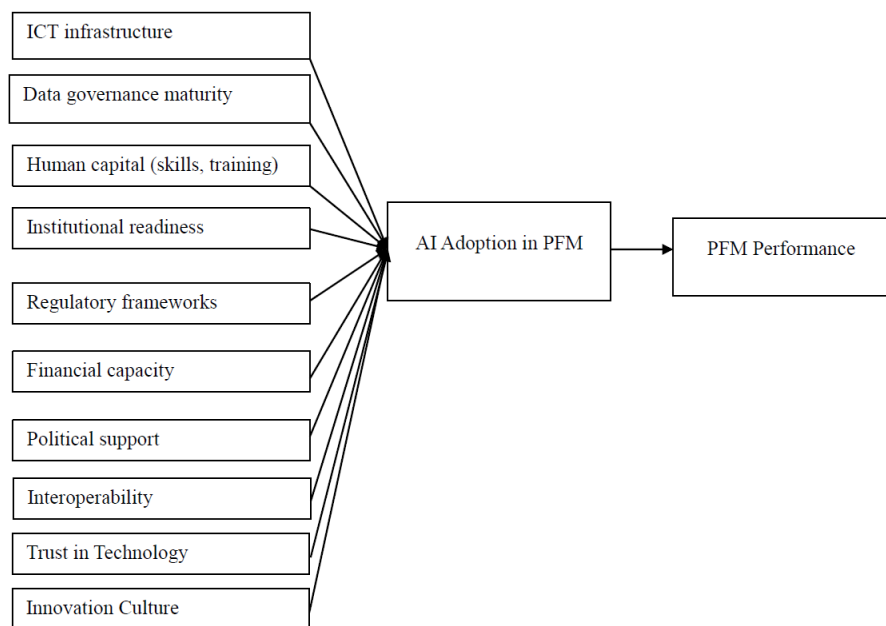 ICT infrastructure
Data governance maturity
Human capital (skills, training)
Institutional readiness
Regulatory frameworks
Financial capacity
Political support
Interoperability
Trust in Technology
Innovation Culture
AI Adoption in PFM
PFM Performance